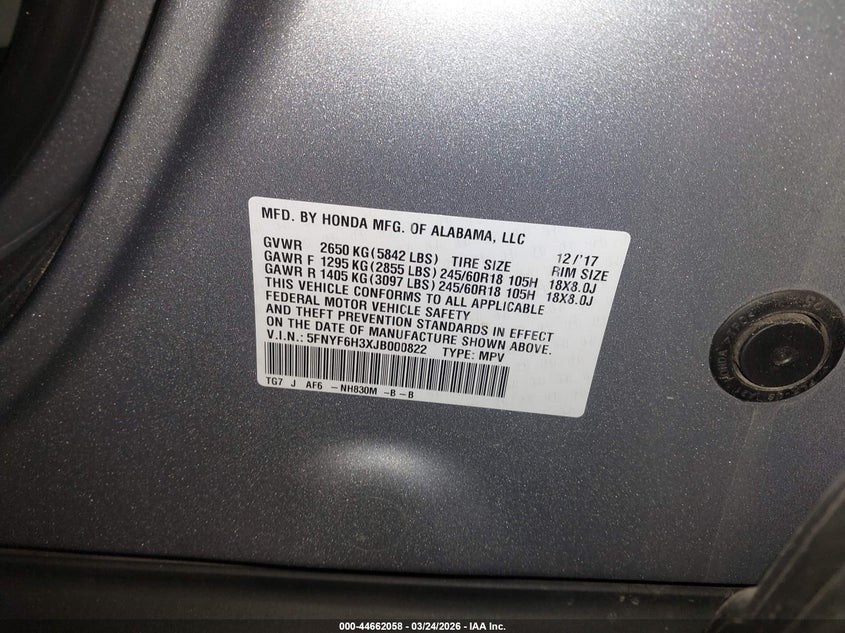 MFD. BY HONDA MFG. OF ALABAMA, LLC
GVWR 2650 KG (5842 LBS) TIRE SIZE 12/'17 RIM SIZE
GAWR F 1295 KG (2855 LBS) 245/60R18 105H 18X8.0J
GAWR R 1405 KG (3097 LBS) 245/60R18 105H 18X8.0J
THIS VEHICLE CONFORMS TO ALL APPLICABLE
FEDERAL MOTOR VEHICLE SAFETY
AND THEFT PREVENTION STANDARDS IN EFFECT
ON THE DATE OF MANUFACTURE SHOWN ABOVE.
V.I.N.: 5FNYF6H3XJB000822 TYPE: MPV
TG7 J AF6 -NH830M -B-B
000-44662058 - 03/24/2026 - IAA Inc.